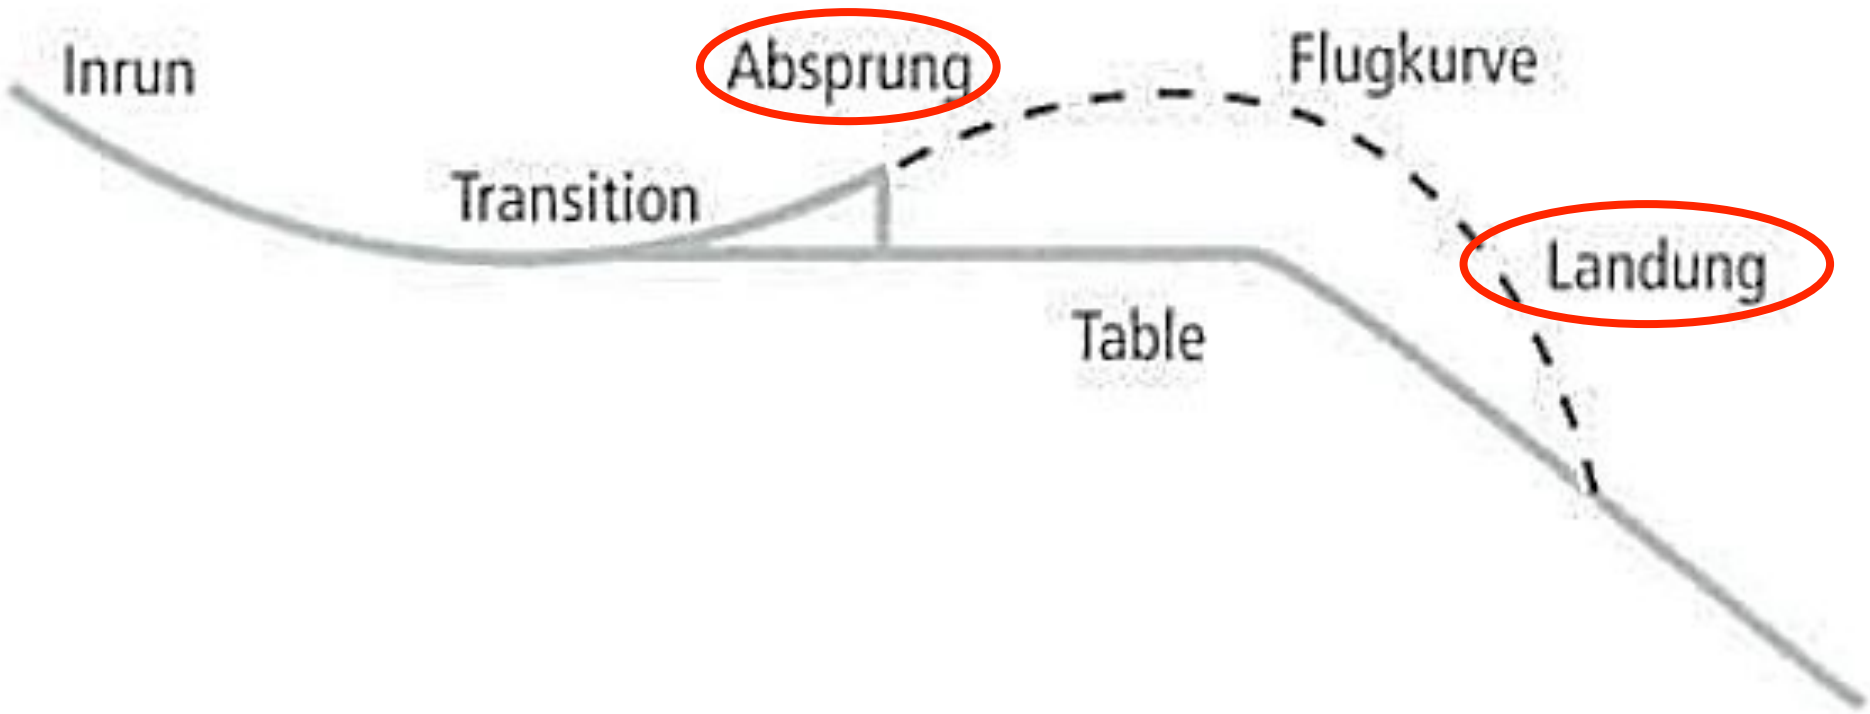 Inrun
Absprung
Flugkurve
Transition
Landung
Table